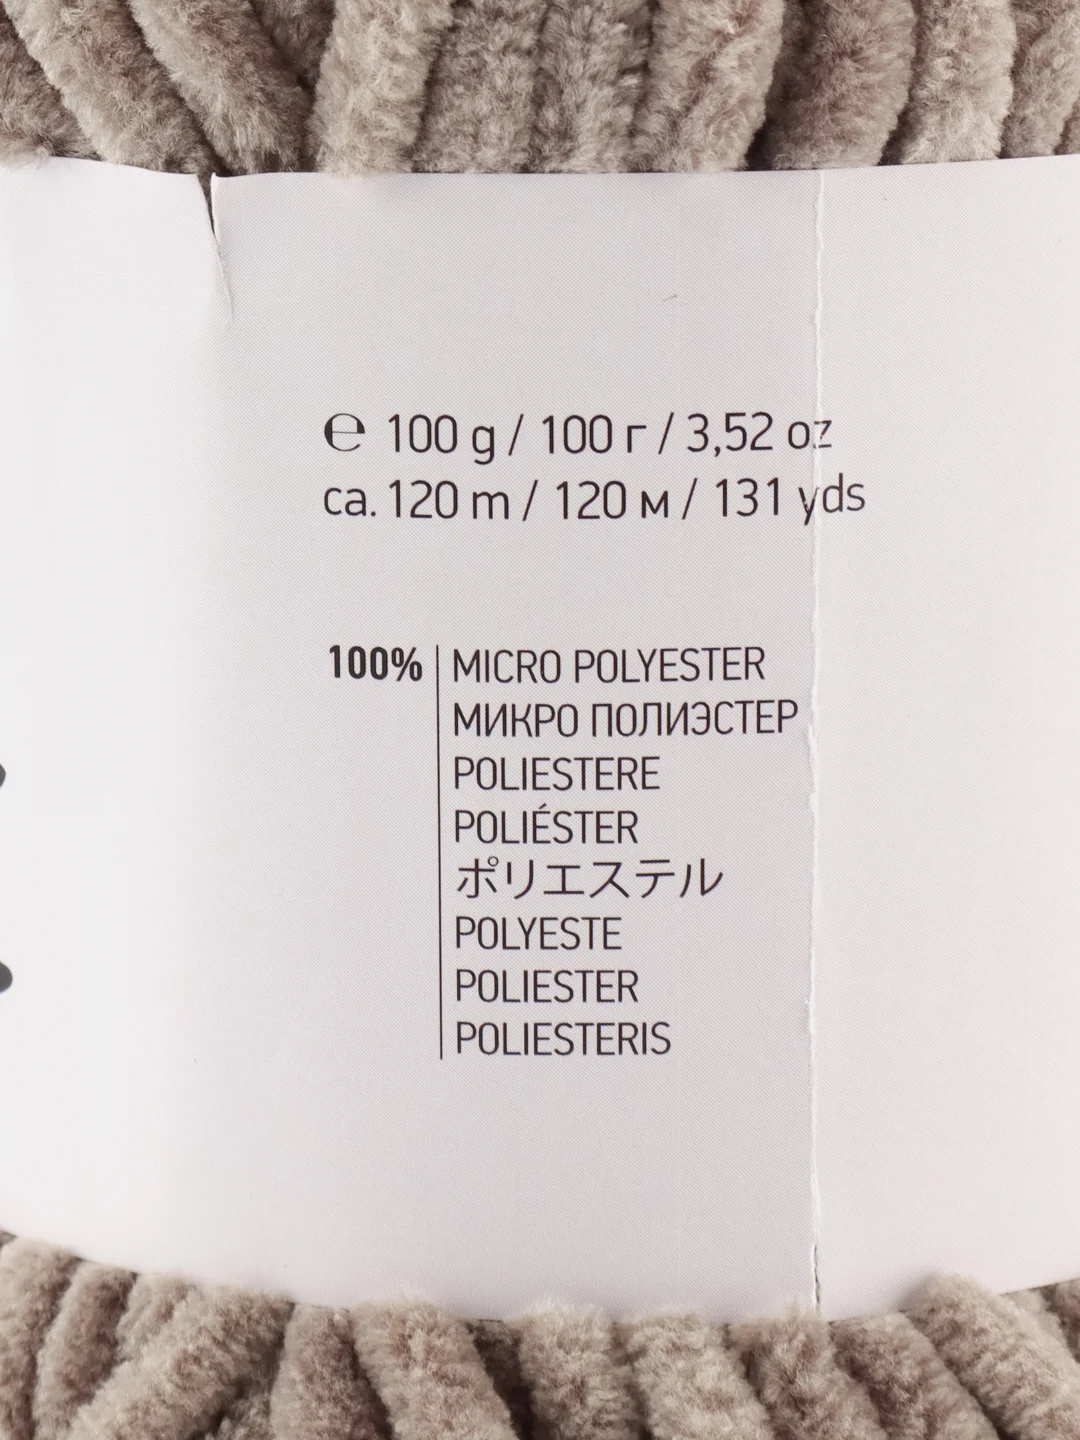 ℮ 100 g / 100 г / 3,52 oz
ca. 120 m / 120 м / 131 yds
100% MICRO POLYESTER
МИКРО ПОЛИЭСТЕР
POLIESTERE
POLIÉSTER
ポリエステル
POLYESTE
POLIESTER
POLIESTERIS